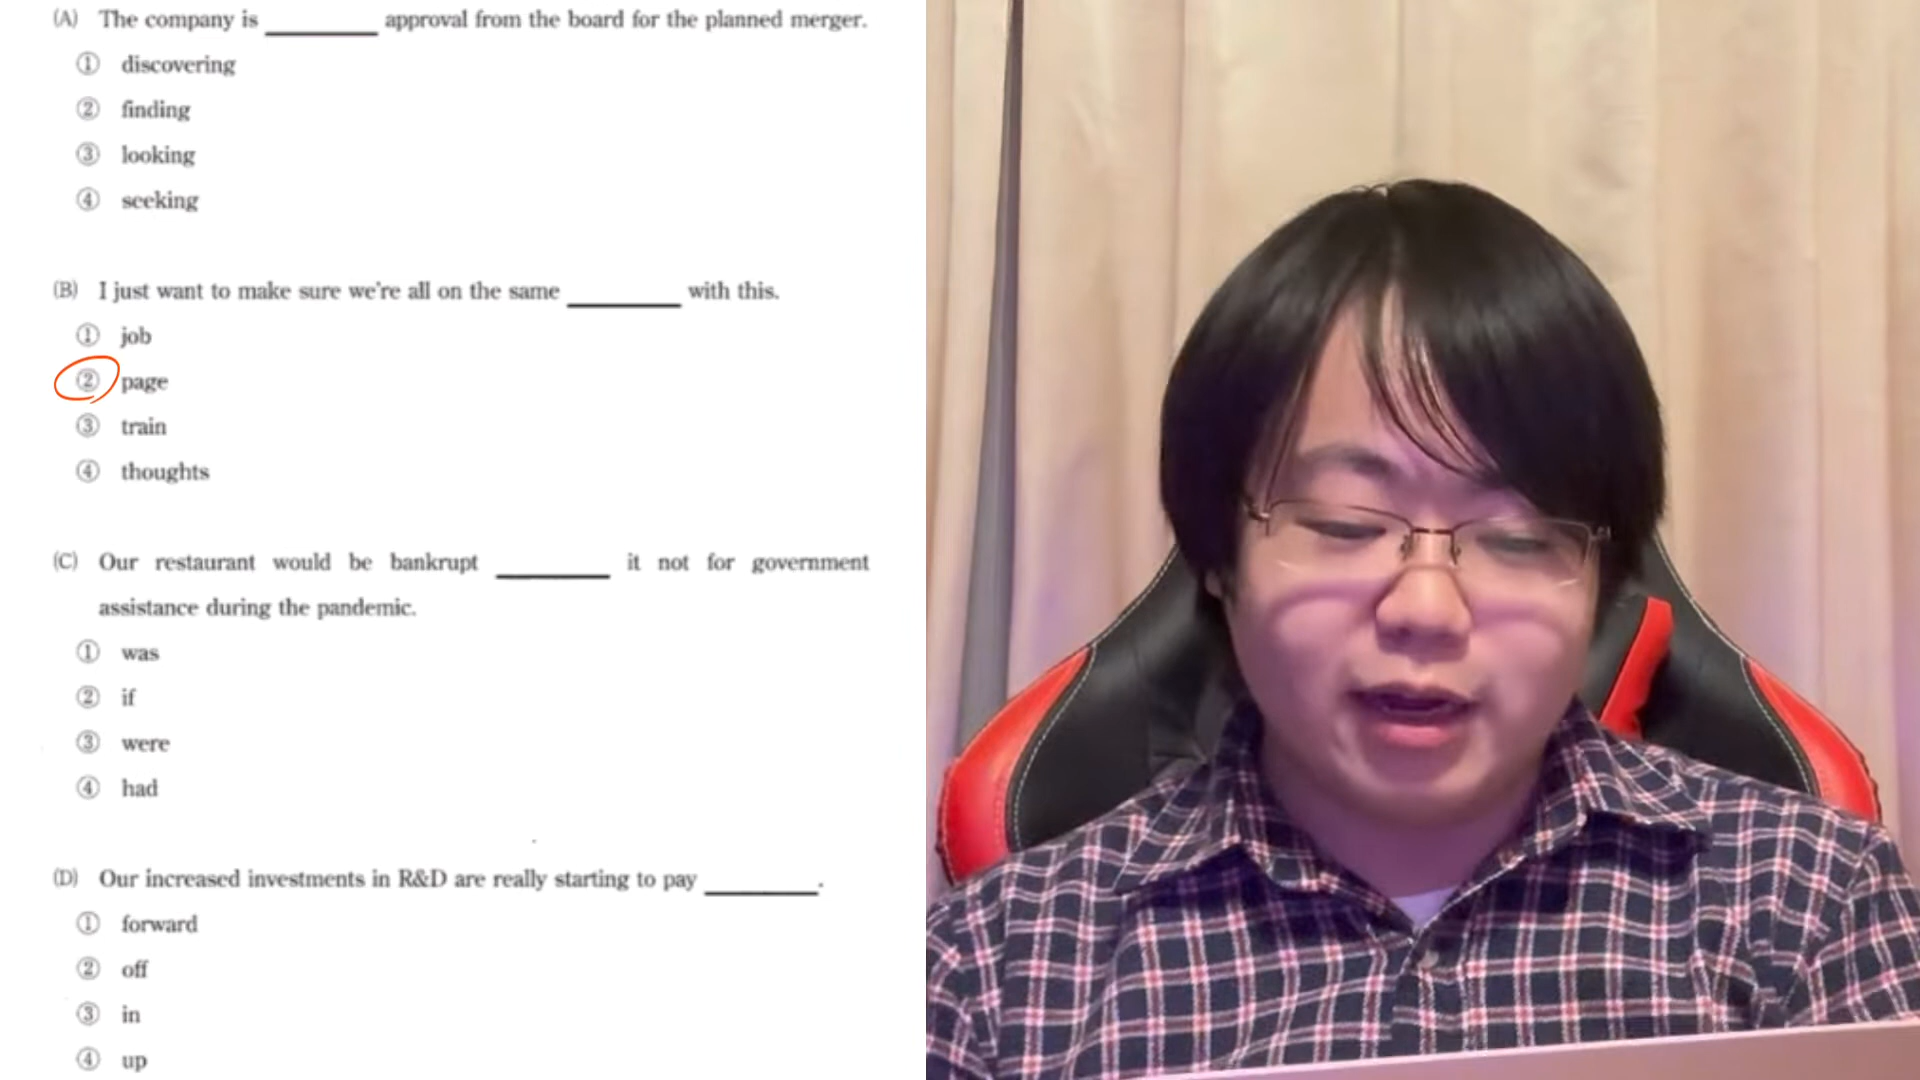 (A) The company is ________ approval from the board for the planned merger.
① discovering
② finding
③ looking
④ seeking
(B) I just want to make sure we're all on the same ________ with this.
① job
② page
③ train
④ thoughts
(C) Our restaurant would be bankrupt ________ it not for government
assistance during the pandemic.
① was
② if
③ were
④ had
(D) Our increased investments in R&D are really starting to pay ________.
① forward
② off
③ in
④ up